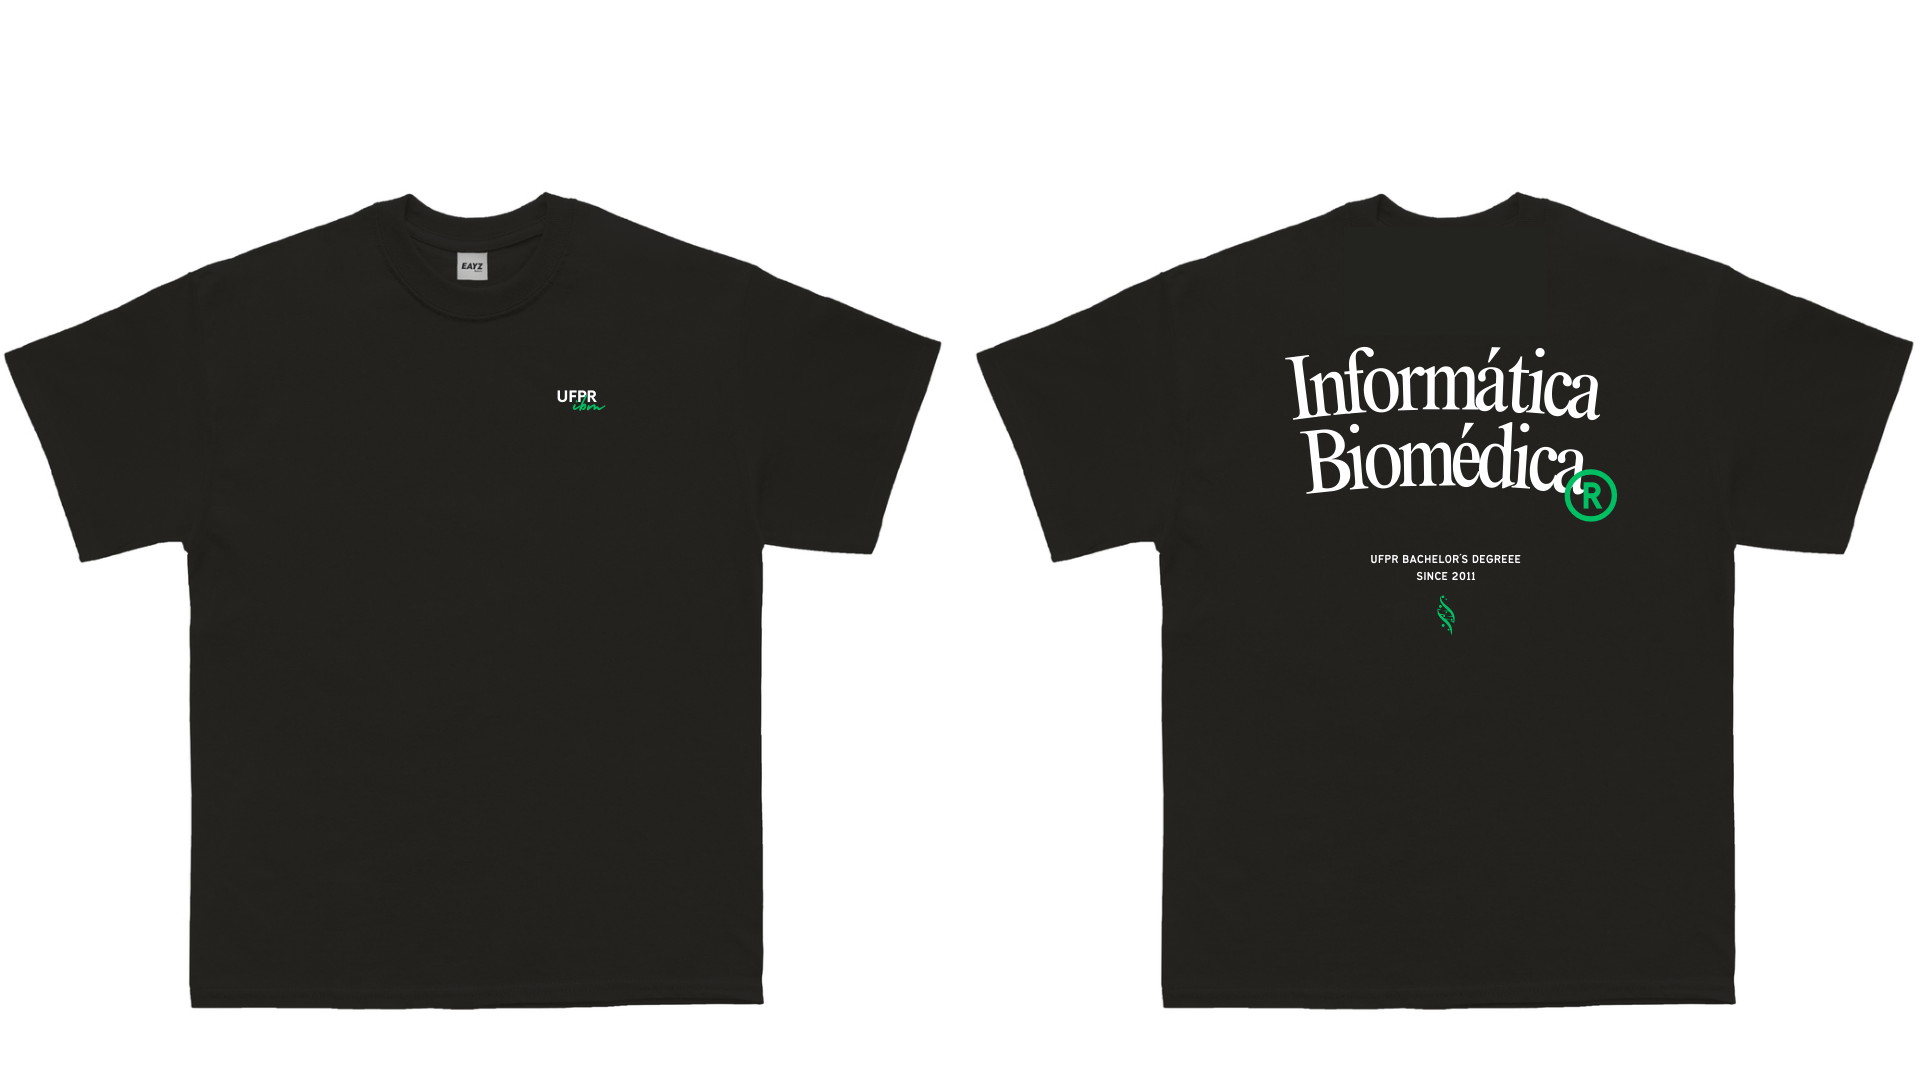 EAYZ
UFPR
ibm
Informática
Biomédica
®
UFPR BACHELOR'S DEGREEE
SINCE 2011